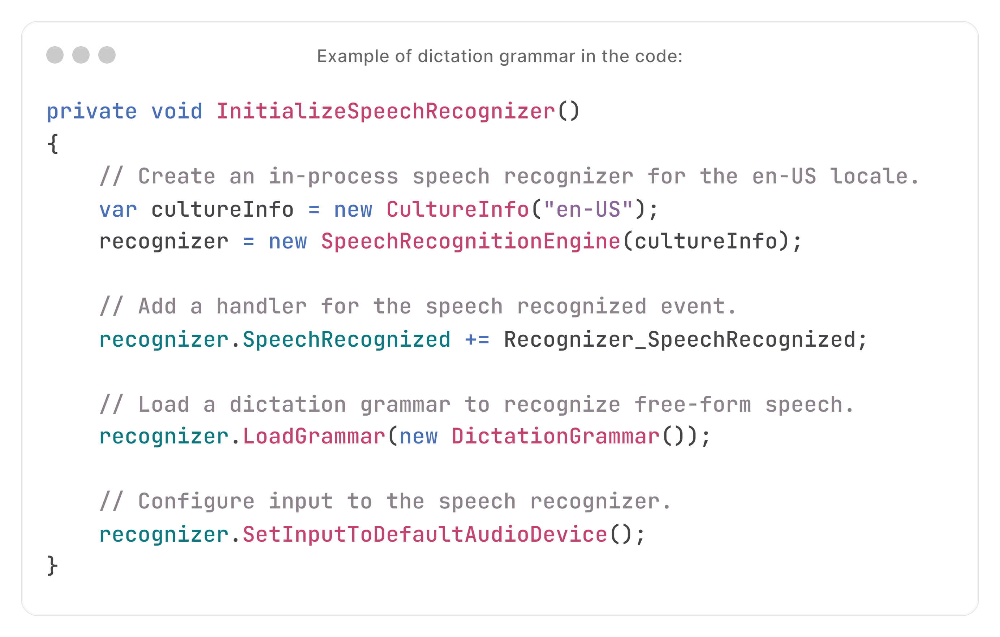 Example of dictation grammar in the code:
private void InitializeSpeechRecognizer()
{
    // Create an in-process speech recognizer for the en-US locale.
    var cultureInfo = new CultureInfo("en-US");
    recognizer = new SpeechRecognitionEngine(cultureInfo);

    // Add a handler for the speech recognized event.
    recognizer.SpeechRecognized += Recognizer_SpeechRecognized;

    // Load a dictation grammar to recognize free-form speech.
    recognizer.LoadGrammar(new DictationGrammar());

    // Configure input to the speech recognizer.
    recognizer.SetInputToDefaultAudioDevice();
}